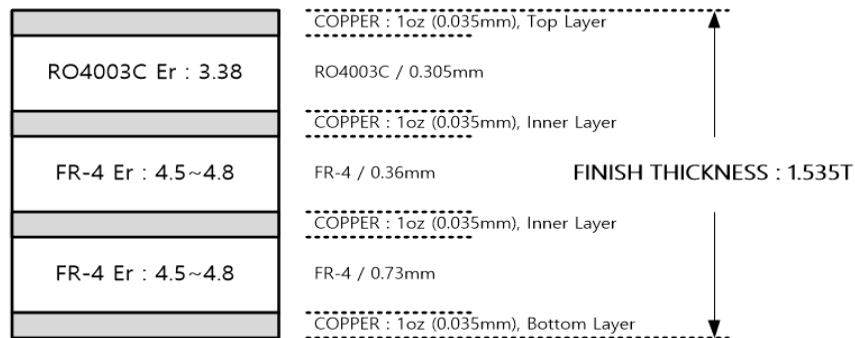 COPPER : 1oz (0.035mm), Top Layer
RO4003C Er : 3.38
RO4003C / 0.305mm
COPPER : 1oz (0.035mm), Inner Layer
FR-4 Er : 4.5~4.8
FR-4 / 0.36mm
FINISH THICKNESS : 1.535T
COPPER : 1oz (0.035mm), Inner Layer
FR-4 Er : 4.5~4.8
FR-4 / 0.73mm
COPPER : 1oz (0.035mm), Bottom Layer